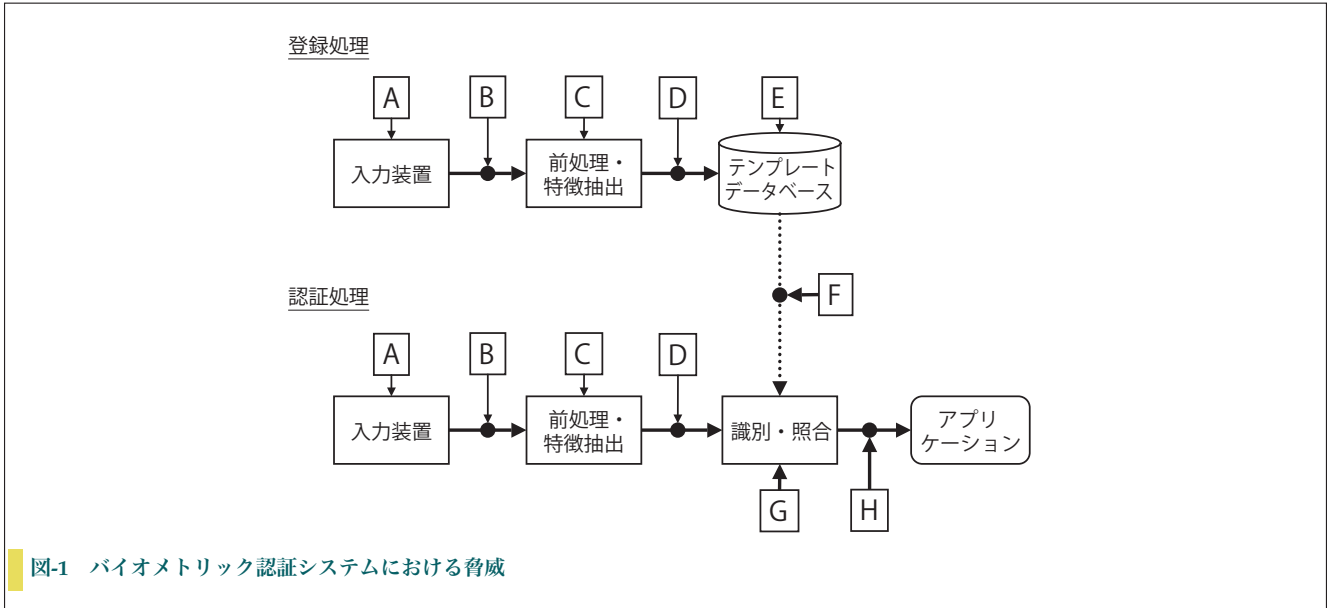 登録処理
A
B
C
D
E
入力装置
前処理・
特徴抽出
テンプレート
データベース
F
認証処理
A
B
C
D
入力装置
前処理・
特徴抽出
識別・照合
アプリ
ケーション
G
H
図-1 バイオメトリック認証システムにおける脅威